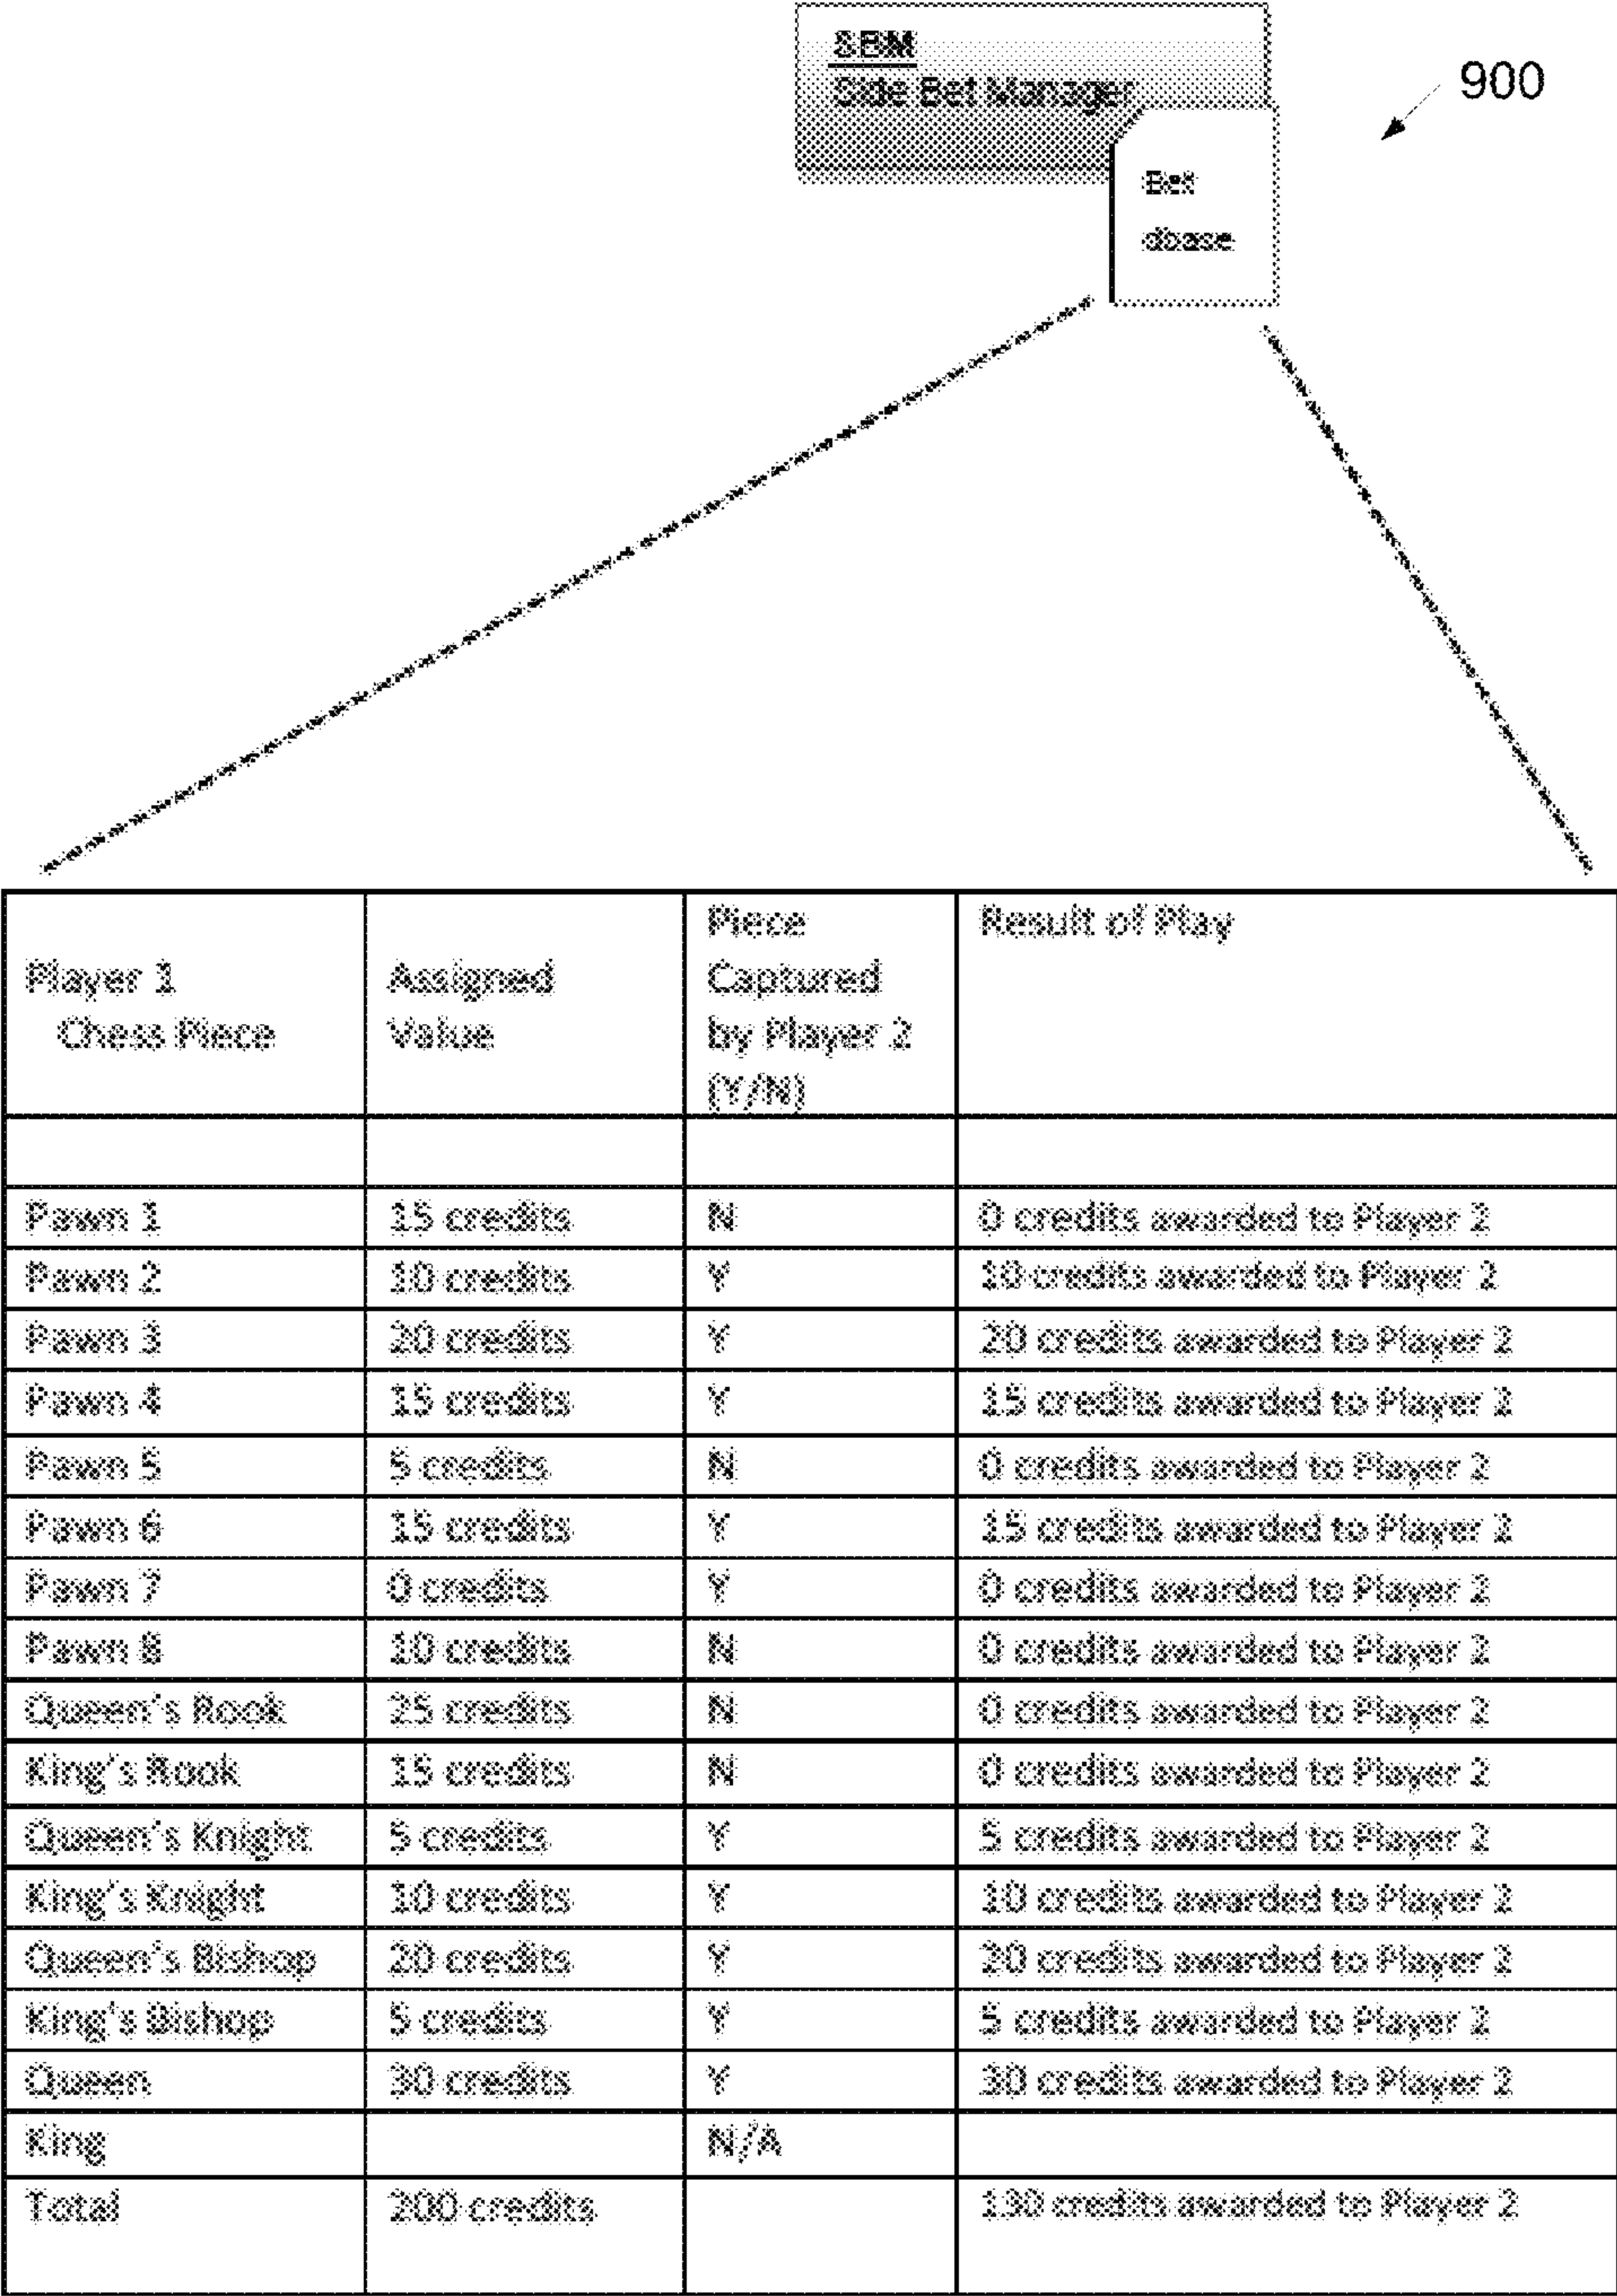 SBM
Side Bet Manager
900
Bet
dbase
Player 1
Chess Piece
Assigned
Value
Piece
Captured
by Player 2
(Y/N)
Result of Play
Pawn 1 15 credits N 0 credits awarded to Player 2
Pawn 2 10 credits Y 10 credits awarded to Player 2
Pawn 3 20 credits Y 20 credits awarded to Player 2
Pawn 4 15 credits Y 15 credits awarded to Player 2
Pawn 5 5 credits N 0 credits awarded to Player 2
Pawn 6 15 credits Y 15 credits awarded to Player 2
Pawn 7 0 credits Y 0 credits awarded to Player 2
Pawn 8 10 credits N 0 credits awarded to Player 2
Queen's Rook 25 credits N 0 credits awarded to Player 2
King's Rook 15 credits N 0 credits awarded to Player 2
Queen's Knight 5 credits Y 5 credits awarded to Player 2
King's Knight 10 credits Y 10 credits awarded to Player 2
Queen's Bishop 20 credits Y 20 credits awarded to Player 2
King's Bishop 5 credits Y 5 credits awarded to Player 2
Queen 30 credits Y 30 credits awarded to Player 2
King N/A
Total 200 credits 130 credits awarded to Player 2